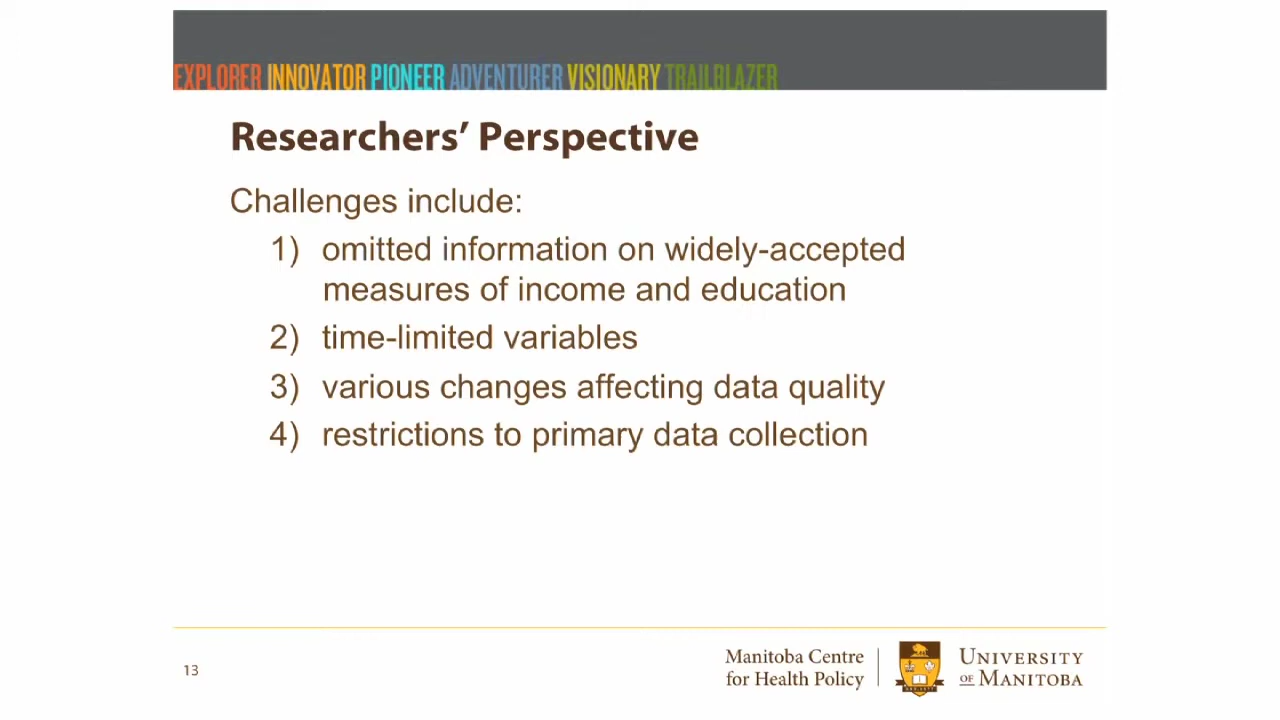 EXPLORER INNOVATOR PIONEER ADVENTURER VISIONARY TRAILBLAZER
Researchers’ Perspective
Challenges include:
1) omitted information on widely-accepted
measures of income and education
2) time-limited variables
3) various changes affecting data quality
4) restrictions to primary data collection
13
Manitoba Centre
for Health Policy
UNIVERSITY
OF MANITOBA